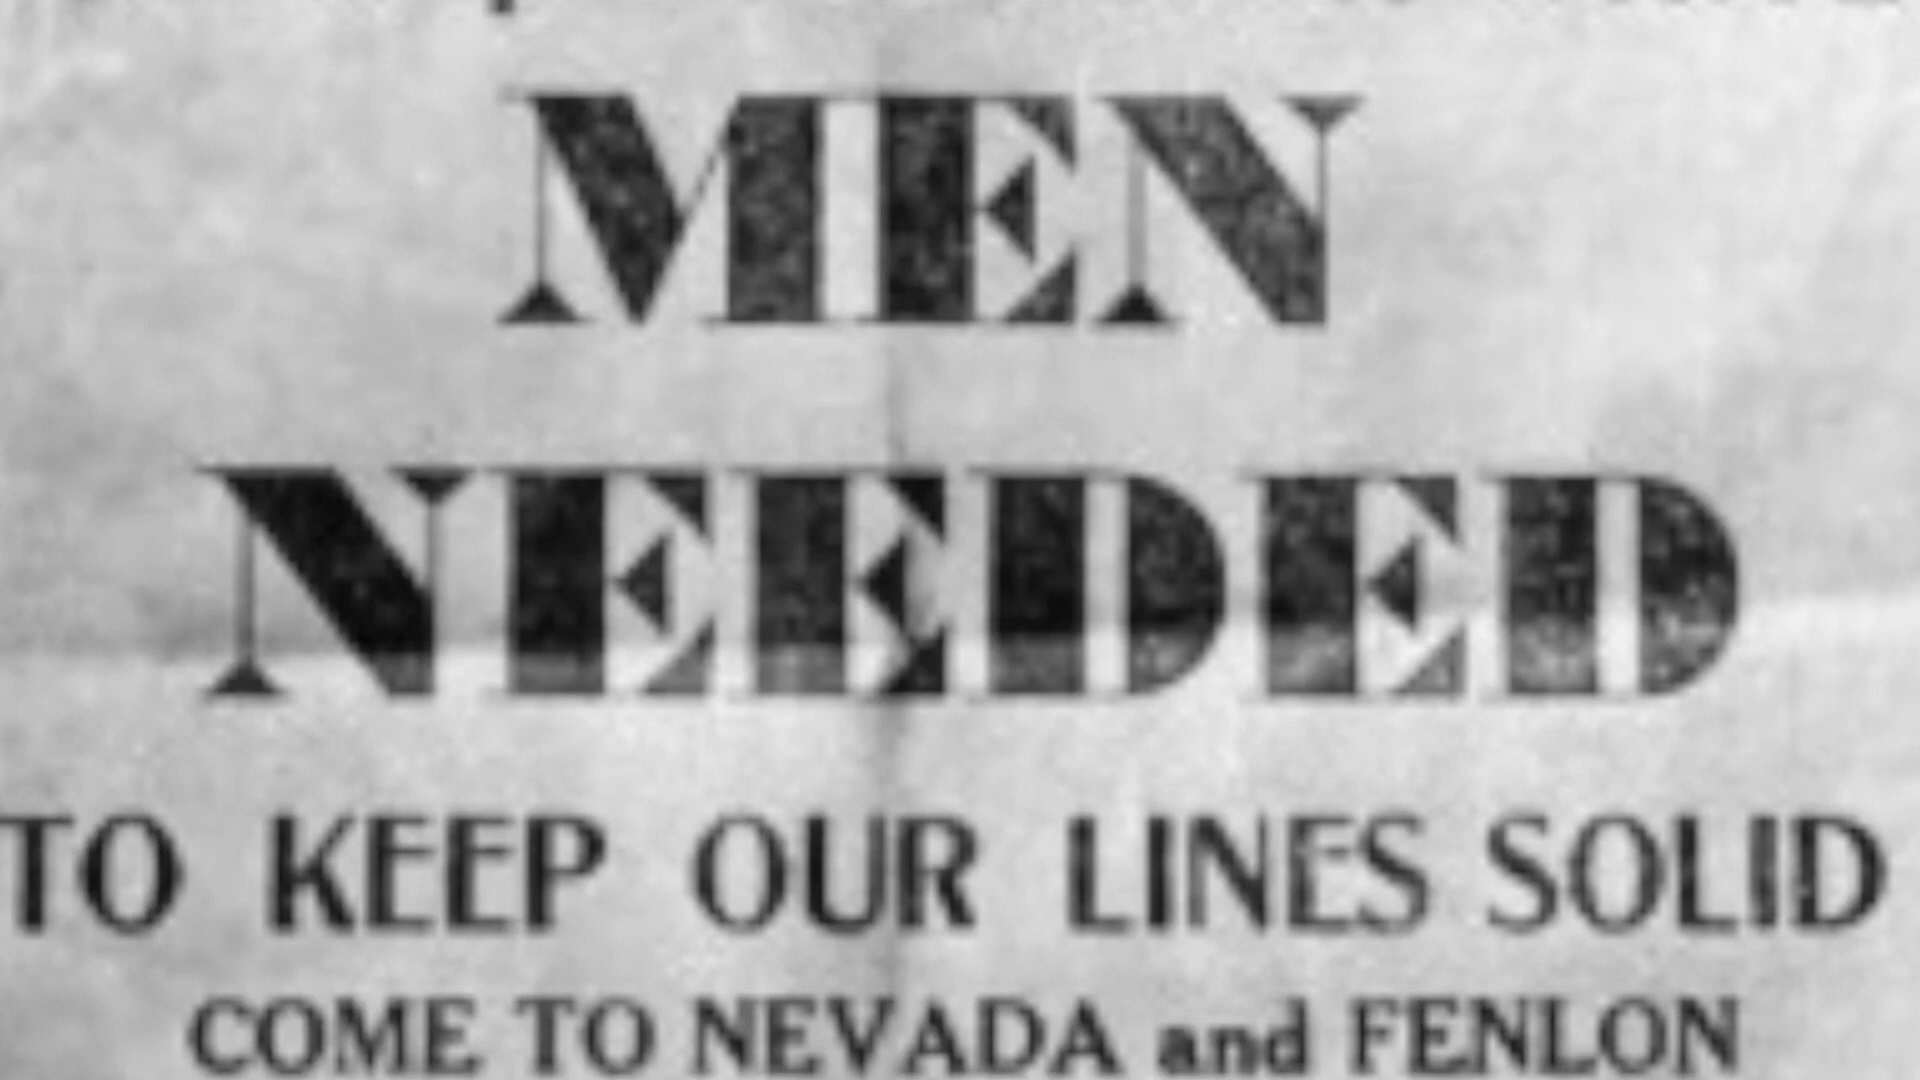 MEN
NEEDED
TO KEEP OUR LINES SOLID
COME TO NEVADA and FENLON